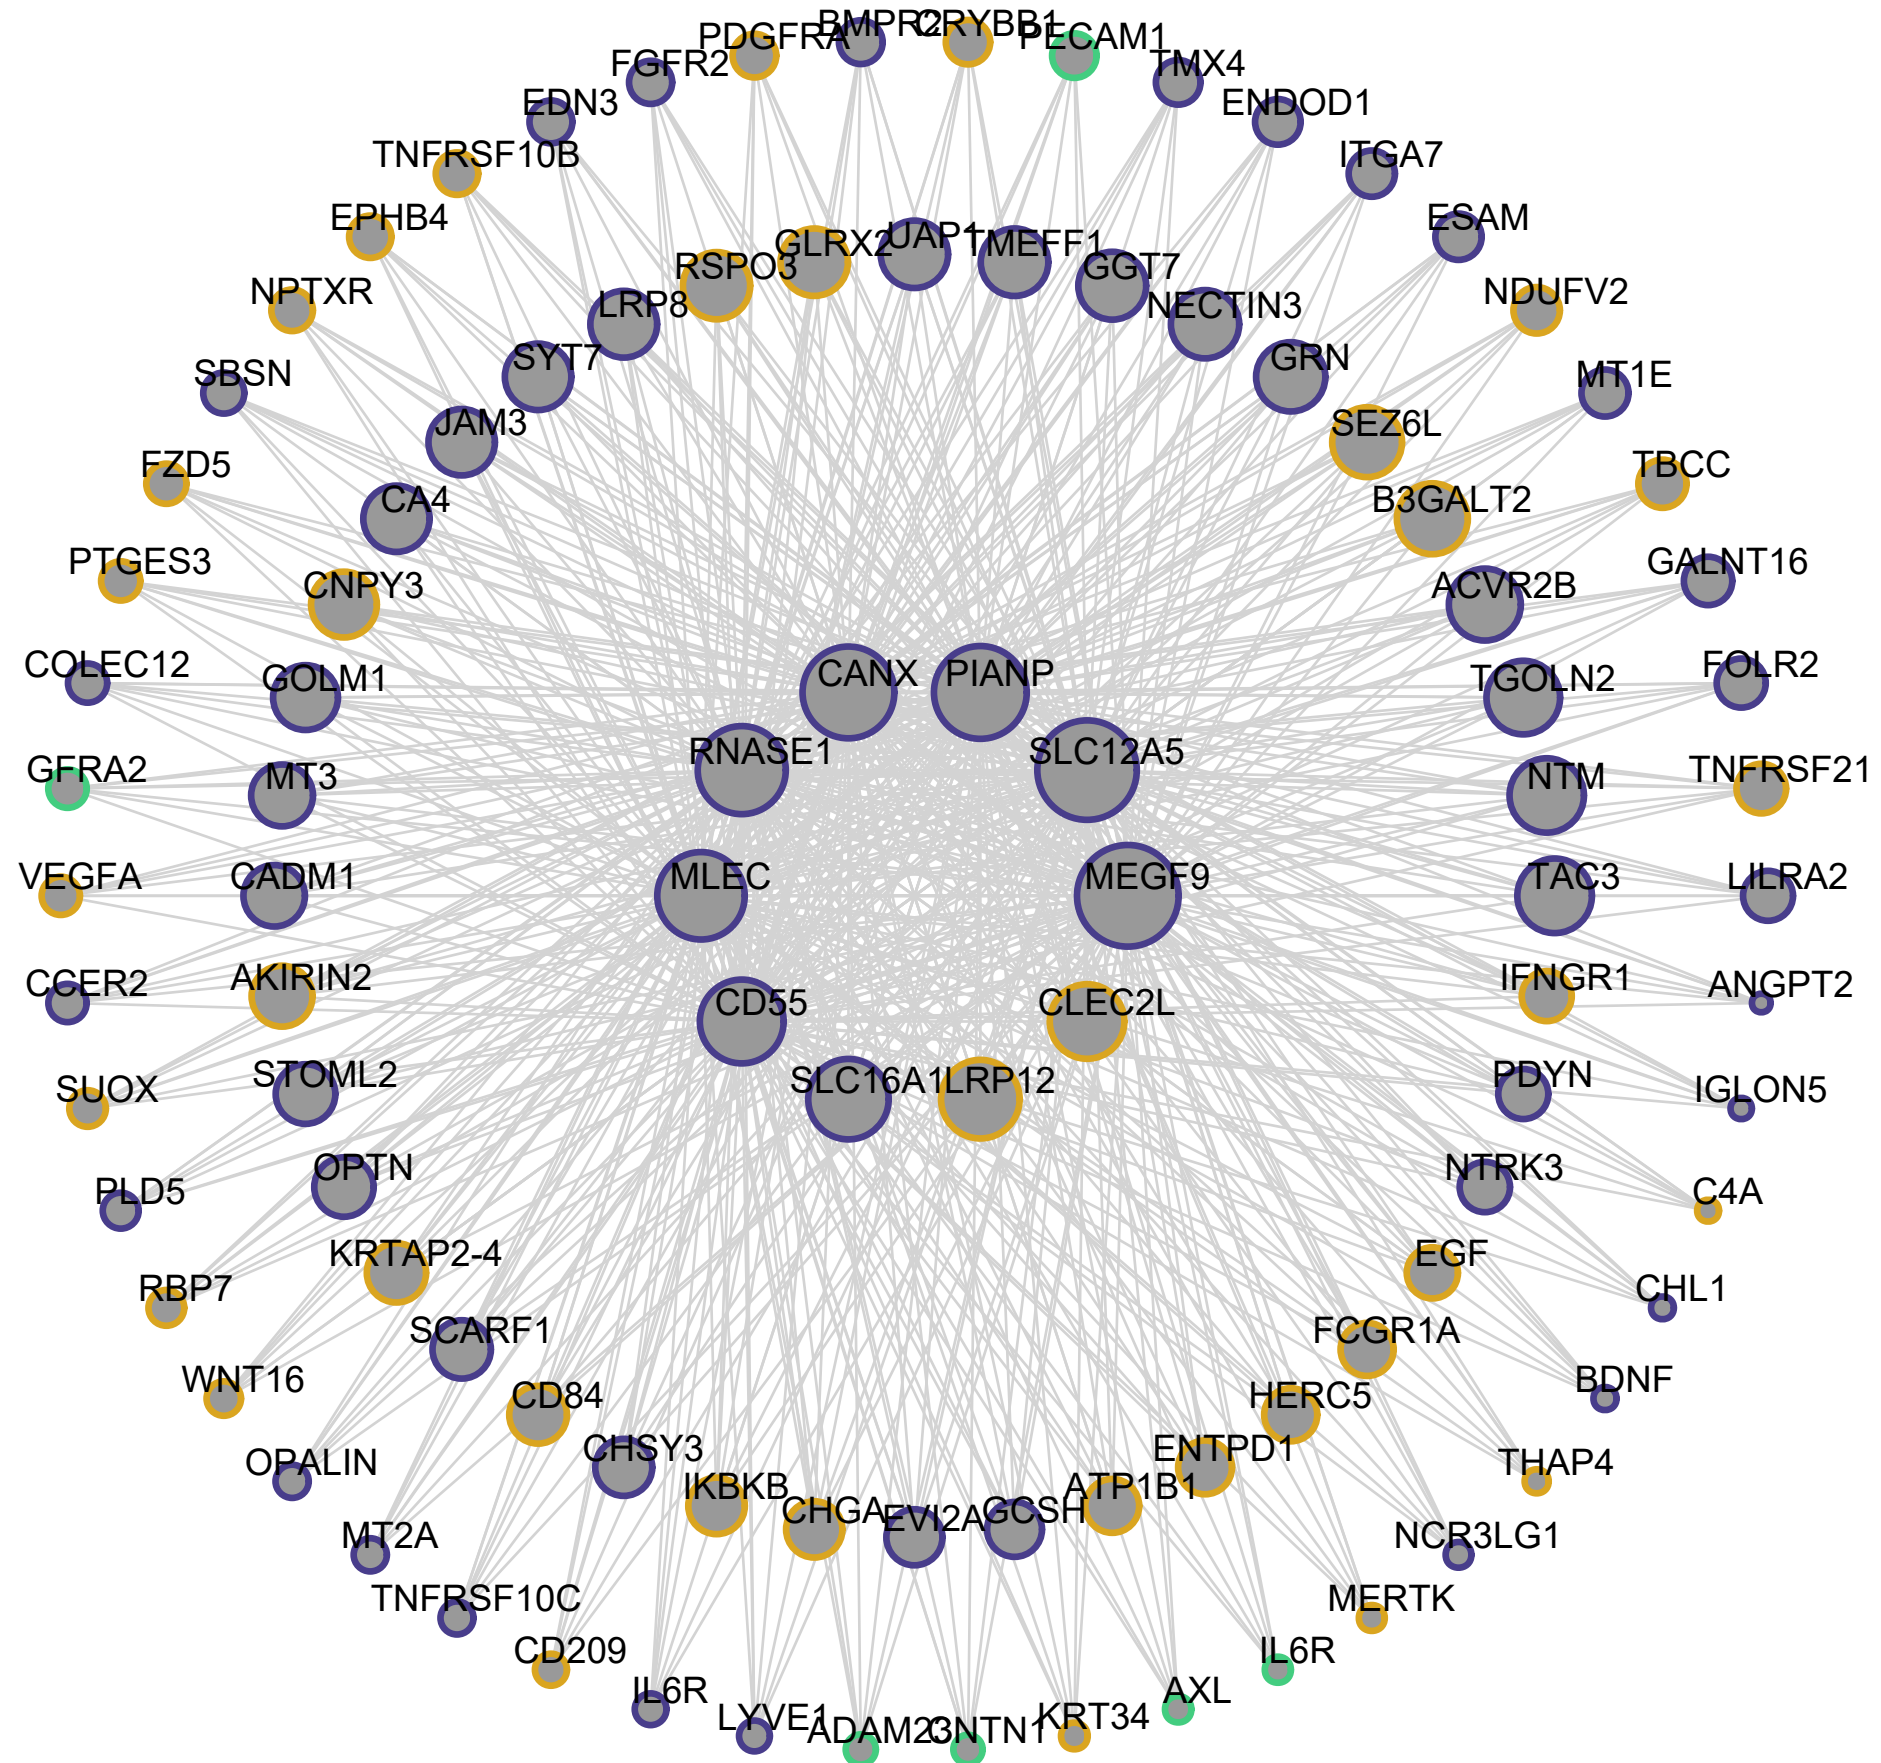 BMPR2
CRYBB1
PDGFRA
PECAM1
FGFR2
TMX4
EDN3
ENDOD1
TNFRSF10B
ITGA7
EPHB4
ESAM
GLRX2
UAP1
TMEFF1
RSPO3
GGT7
NPTXR
LRP8
NECTIN3
NDUFV2
SYT7
GRN
SBSN
MT1E
JAM3
SEZ6L
FZD5
TBCC
CA4
B3GALT2
PTGES3
GALNT16
CNPY3
ACVR2B
COLEC12
GOLM1
CANX
PIANP
TGOLN2
FOLR2
RNASE1
SLC12A5
GFRA2
MT3
NTM
TNFRSF21
VEGFA
CADM1
MLEC
MEGF9
TAC3
LILRA2
CCER2
AKIRIN2
CD55
CLEC2L
IFNGR1
ANGPT2
SUOX
STOML2
SLC16A1
LRP12
PDYN
IGLON5
PLD5
OPTN
NTRK3
C4A
RBP7
KRTAP2-4
EGF
CHL1
SCARF1
FCGR1A
WNT16
CD84
HERC5
BDNF
OPALIN
CHSY3
ENTPD1
THAP4
IKBKB
ATP1B1
CHGA
EVI2A
GCSH
MT2A
NCR3LG1
TNFRSF10C
MERTK
CD209
IL6R
IL6R
AXL
LYVE1
ADAM23
CNTN1
KRT34